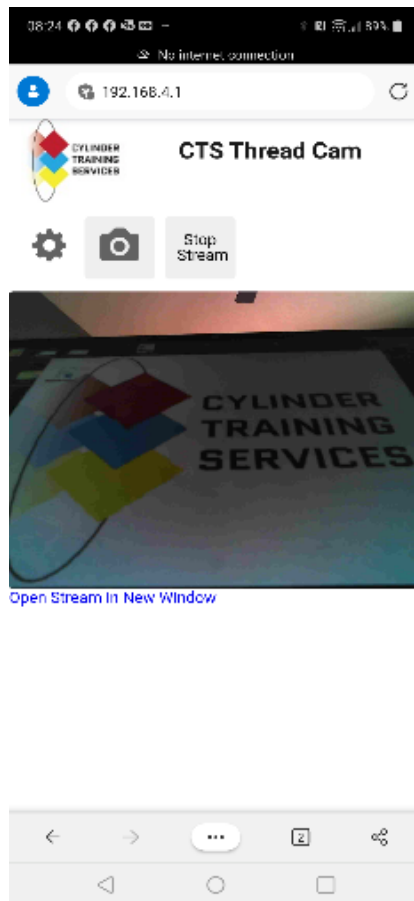 08:24
89%
No internet connection
192.168.4.1
CYLINDER
TRAINING
SERVICES
CTS Thread Cam
Stop
Stream
CYLINDER
TRAINING
SERVICES
Open Stream In New Window
2